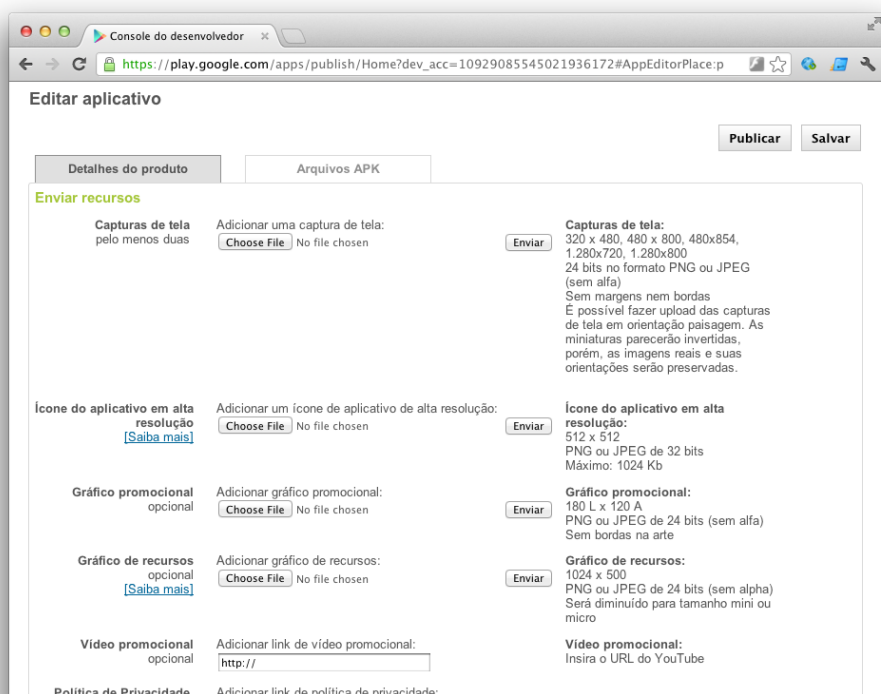 Console do desenvolvedor
https://play.google.com/apps/publish/Home?dev_acc=10929085545021936172#AppEditorPlace:p
Editar aplicativo
Publicar
Salvar
Detalhes do produto
Arquivos APK
Enviar recursos
Capturas de tela
pelo menos duas
Adicionar uma captura de tela:
Choose File No file chosen
Enviar
Capturas de tela:
320 x 480, 480 x 800, 480x854,
1.280x720, 1.280x800
24 bits no formato PNG ou JPEG
(sem alfa)
Sem margens nem bordas
É possível fazer upload das capturas
de tela em orientação paisagem. As
miniaturas parecerão invertidas,
porém, as imagens reais e suas
orientações serão preservadas.
Ícone do aplicativo em alta
resolução
[Saiba mais]
Adicionar um ícone de aplicativo de alta resolução:
Choose File No file chosen
Enviar
Ícone do aplicativo em alta
resolução:
512 x 512
PNG ou JPEG de 32 bits
Máximo: 1024 Kb
Gráfico promocional
opcional
Adicionar gráfico promocional:
Choose File No file chosen
Enviar
Gráfico promocional:
180 L x 120 A
PNG ou JPEG de 24 bits (sem alfa)
Sem bordas na arte
Gráfico de recursos
opcional
[Saiba mais]
Adicionar gráfico de recursos:
Choose File No file chosen
Enviar
Gráfico de recursos:
1024 x 500
PNG ou JPEG de 24 bits (sem alpha)
Será diminuído para tamanho mini ou
micro
Vídeo promocional
opcional
Adicionar link de vídeo promocional:
http://
Vídeo promocional:
Insira o URL do YouTube
Política de Privacidade
Adicionar link de política de privacidade: